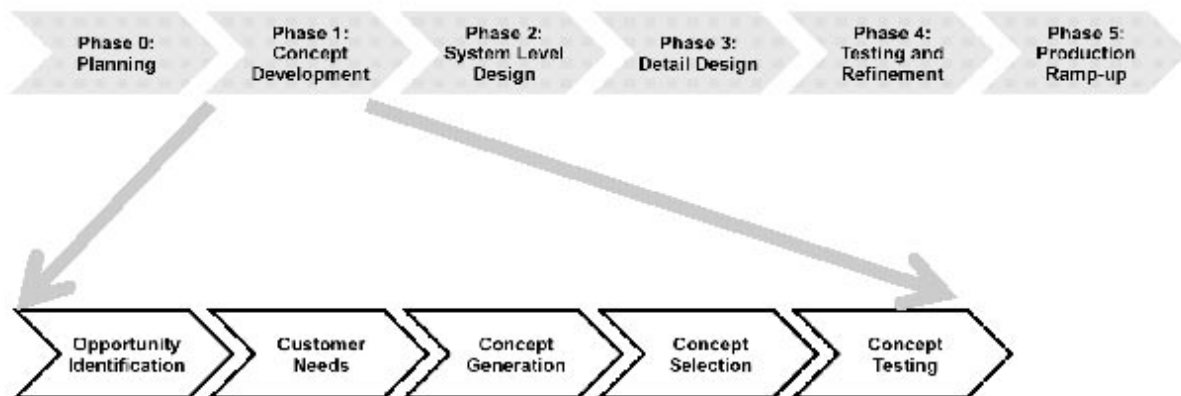 Phase 0:
Planning
Phase 1:
Concept
Development
Phase 2:
System Level
Design
Phase 3:
Detail Design
Phase 4:
Testing and
Refinement
Phase 5:
Production
Ramp-up
Opportunity
Identification
Customer
Needs
Concept
Generation
Concept
Selection
Concept
Testing